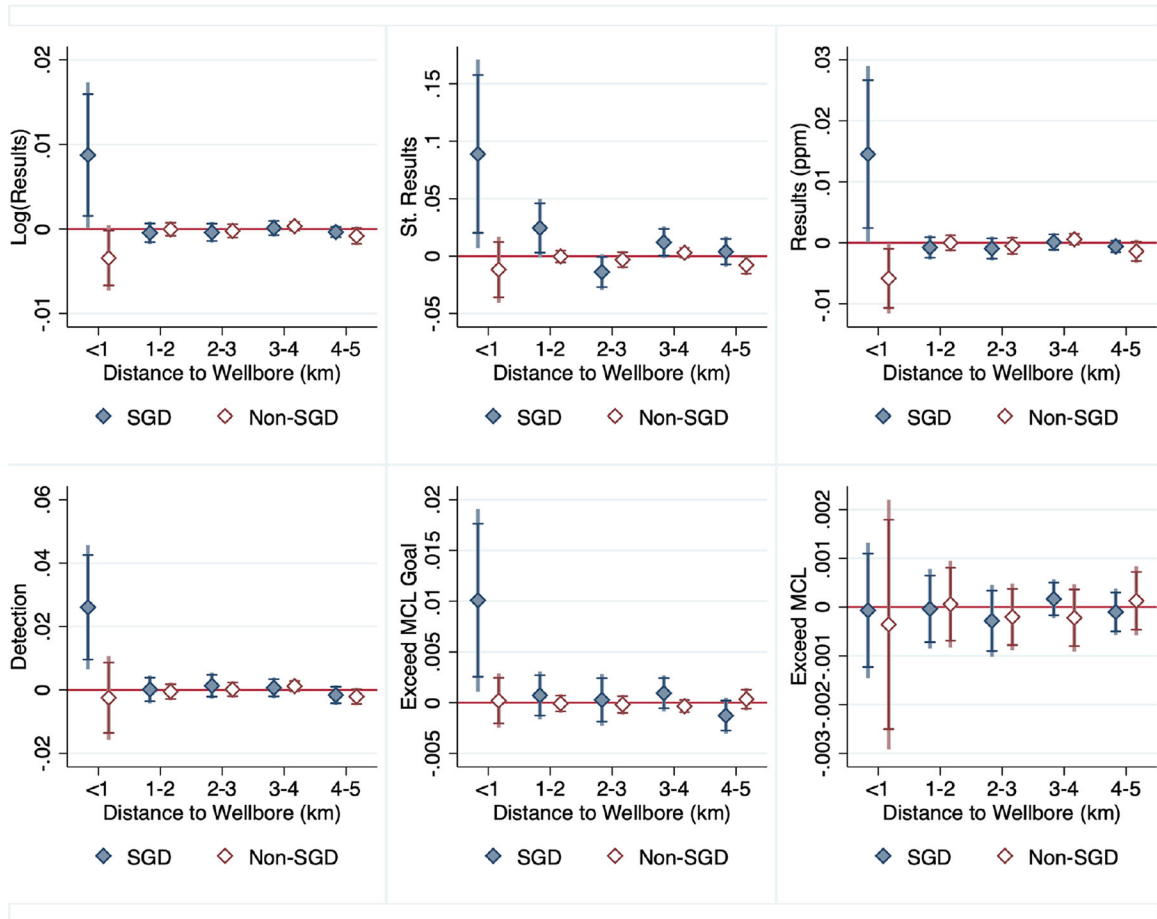 Log(Results)
.02
.01
0
-.01
<1 1-2 2-3 3-4 4-5
Distance to Wellbore (km)
SGD Non-SGD
St. Results
.15
.1
.05
0
-.05
<1 1-2 2-3 3-4 4-5
Distance to Wellbore (km)
SGD Non-SGD
Results (ppm)
.03
.02
.01
0
-.01
<1 1-2 2-3 3-4 4-5
Distance to Wellbore (km)
SGD Non-SGD
Detection
.06
.04
.02
0
-.02
<1 1-2 2-3 3-4 4-5
Distance to Wellbore (km)
SGD Non-SGD
Exceed MCL Goal
.02
.015
.01
.005
0
-.005
<1 1-2 2-3 3-4 4-5
Distance to Wellbore (km)
SGD Non-SGD
Exceed MCL
.002
.001
0
-.001
-.002
-.003
<1 1-2 2-3 3-4 4-5
Distance to Wellbore (km)
SGD Non-SGD